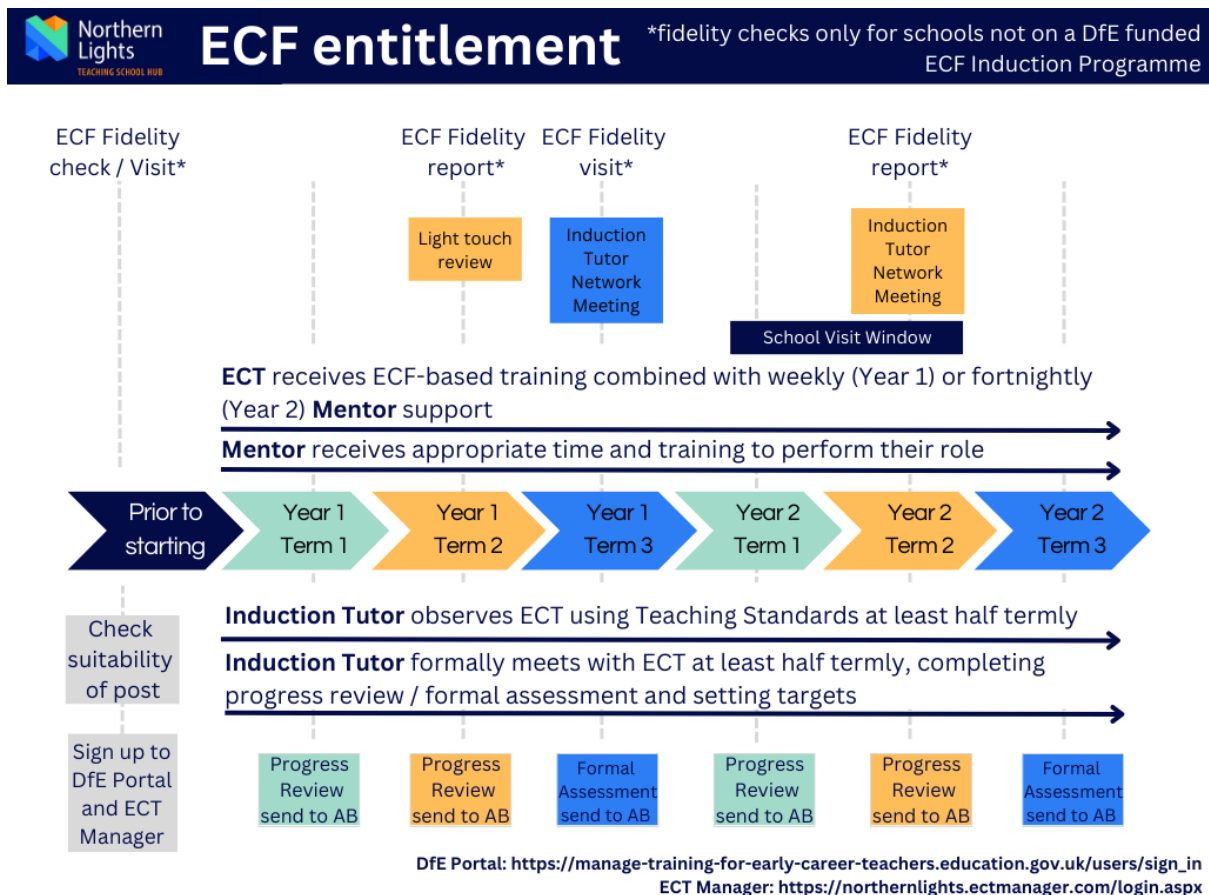 Northern
Lights
TEACHING SCHOOL HUB
ECF entitlement
*fidelity checks only for schools not on a DfE funded
ECF Induction Programme
ECF Fidelity
check / Visit*
ECF Fidelity
report*
ECF Fidelity
visit*
ECF Fidelity
report*
Light touch
review
Induction
Tutor
Network
Meeting
Induction
Tutor
Network
Meeting
School Visit Window
ECT receives ECF-based training combined with weekly (Year 1) or fortnightly
(Year 2) Mentor support
Mentor receives appropriate time and training to perform their role
Prior to
starting
Year 1
Term 1
Year 1
Term 2
Year 1
Term 3
Year 2
Term 1
Year 2
Term 2
Year 2
Term 3
Check
suitability
of post
Induction Tutor observes ECT using Teaching Standards at least half termly
Induction Tutor formally meets with ECT at least half termly, completing
progress review / formal assessment and setting targets
Sign up to
DfE Portal
and ECT
Manager
Progress
Review
send to AB
Progress
Review
send to AB
Formal
Assessment
send to AB
Progress
Review
send to AB
Progress
Review
send to AB
Formal
Assessment
send to AB
DfE Portal: https://manage-training-for-early-career-teachers.education.gov.uk/users/sign_in
ECT Manager: https://northernlights.ectmanager.com/login.aspx